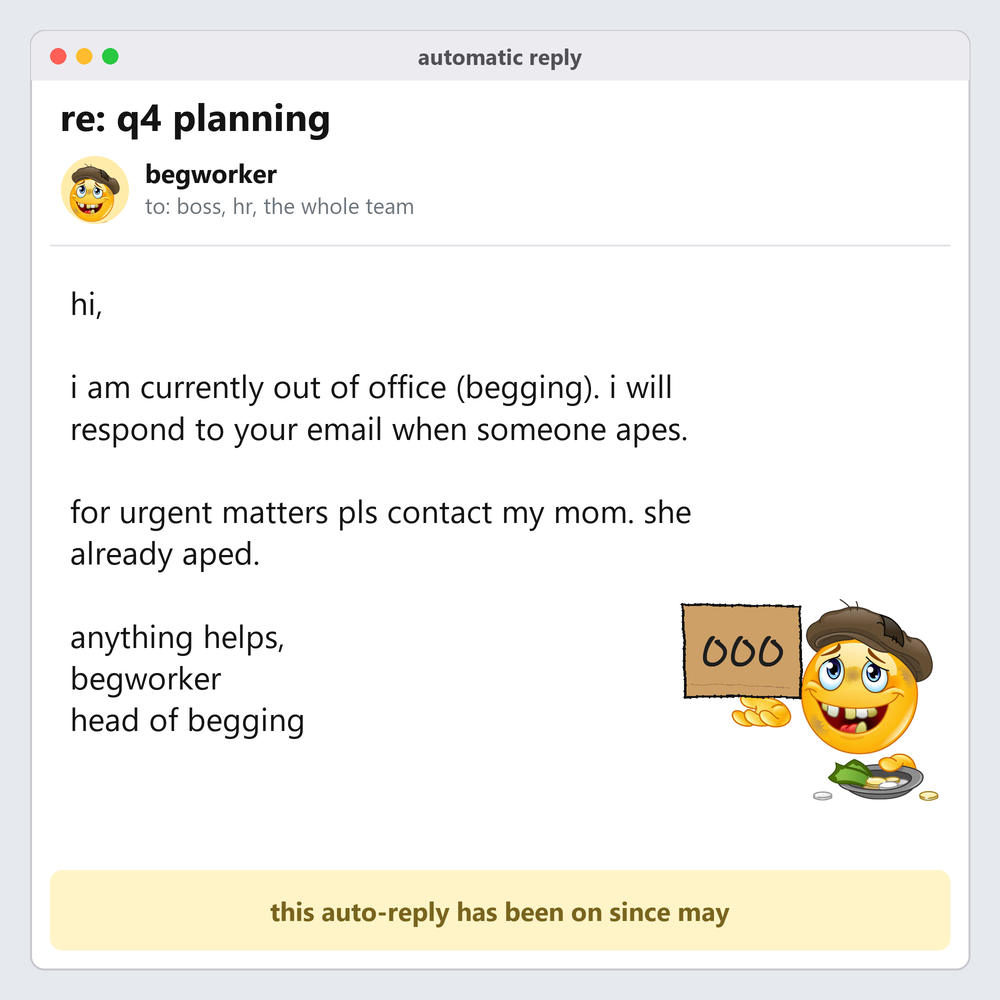 automatic reply
re: q4 planning
begworker
to: boss, hr, the whole team
hi,
i am currently out of office (begging). i will
respond to your email when someone apes.
for urgent matters pls contact my mom. she
already aped.
anything helps,
begworker
head of begging
OOO
this auto-reply has been on since may